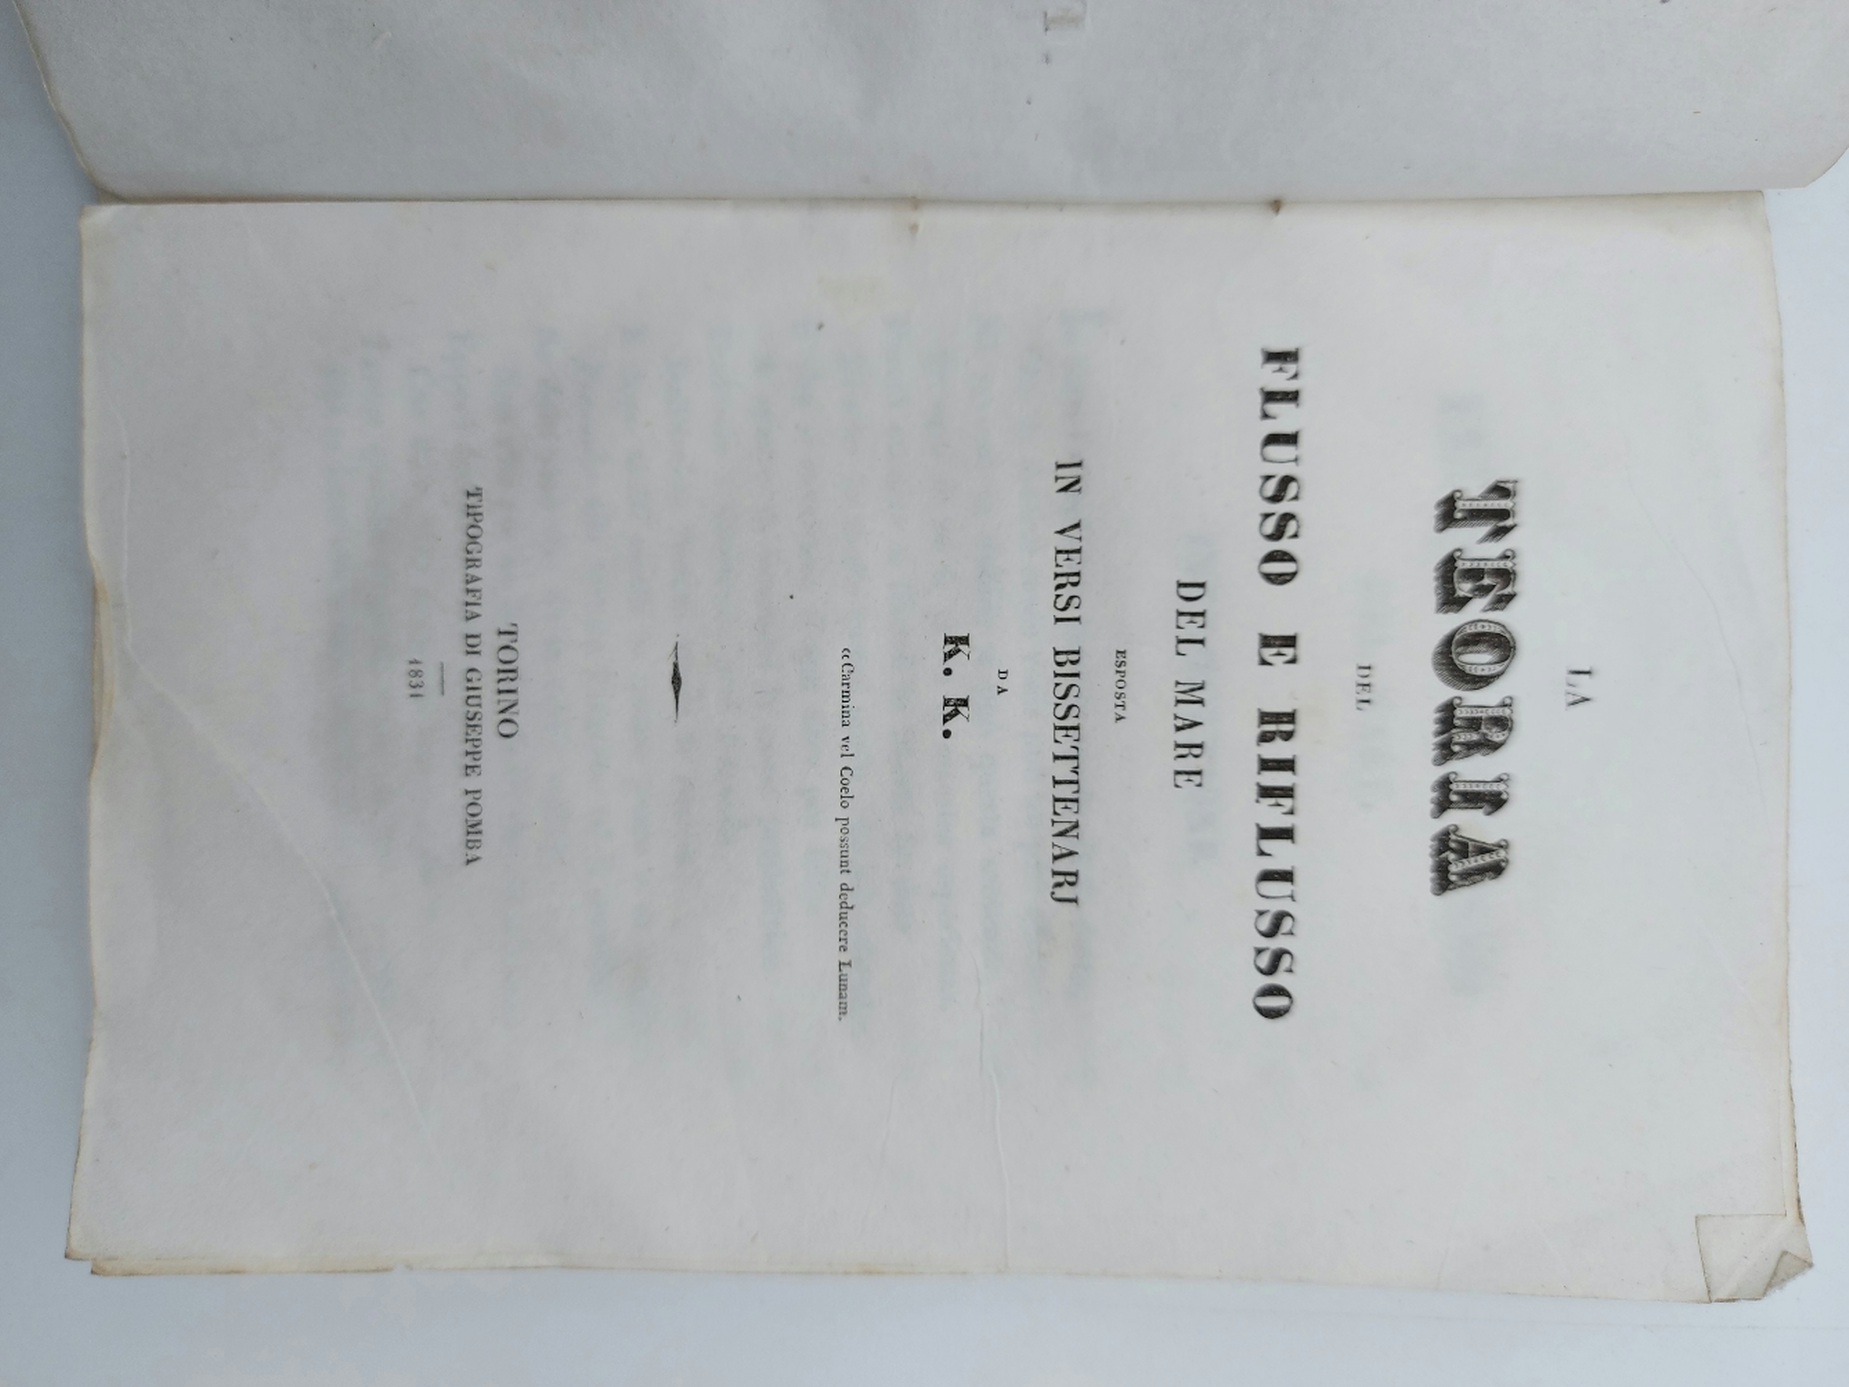 LA
TEORIA
DEL
FLUSSO E RIFLUSSO
DEL MARE
ESPOSTA
IN VERSI BISSETTENARJ
DA
K. K.
«Carmina vel Coelo possunt deducere Lunam.
TORINO
TIPOGRAFIA DI GIUSEPPE POMBA
1831